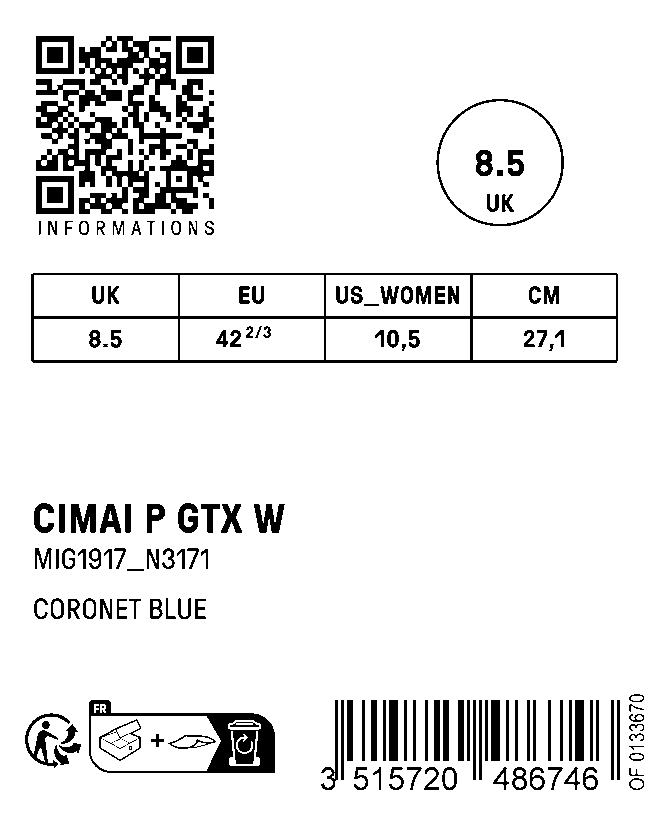 INFORMATIONS
8.5
UK
UK EU US_WOMEN CM
8.5 42 2/3 10,5 27,1
CIMAI P GTX W
MIG1917_N3171
CORONET BLUE
FR
+
3 515720 486746
OF 0133670